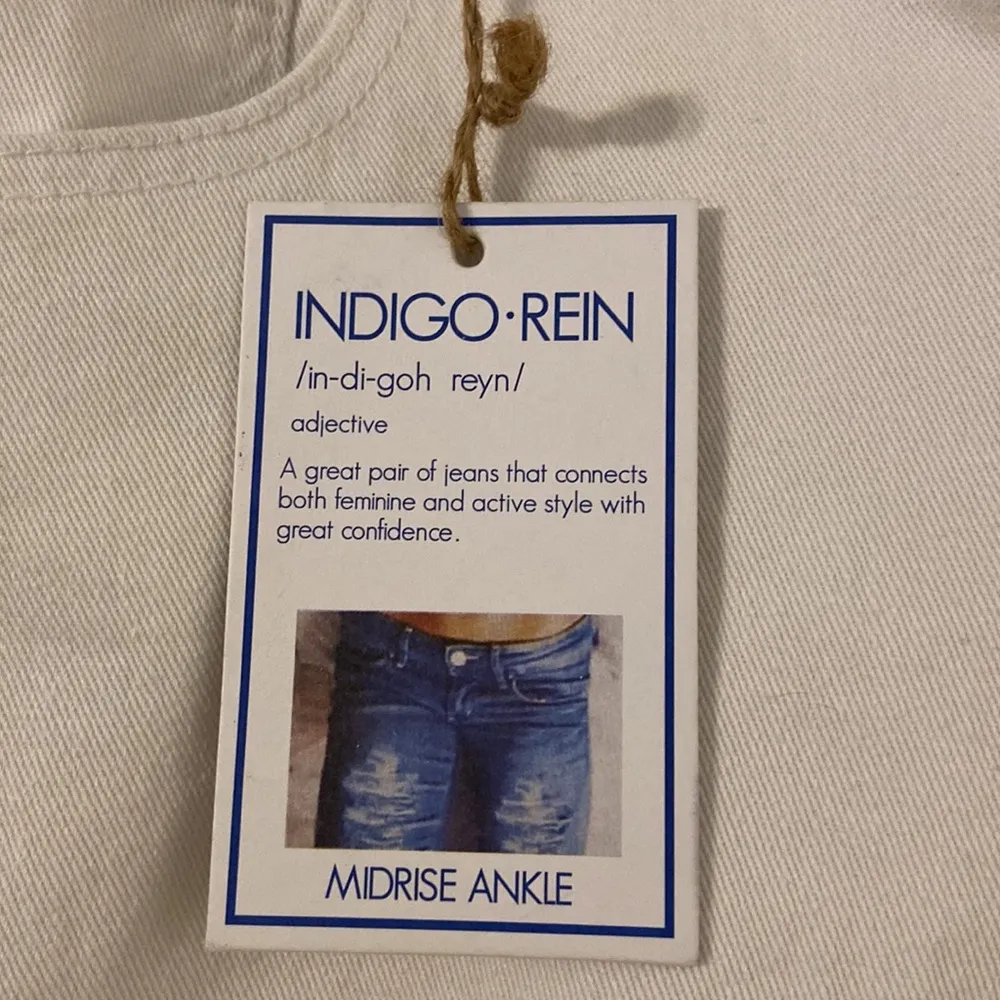 INDIGO·REIN
/in-di-goh reyn/
adjective
A great pair of jeans that connects
both feminine and active style with
great confidence.
MIDRISE ANKLE